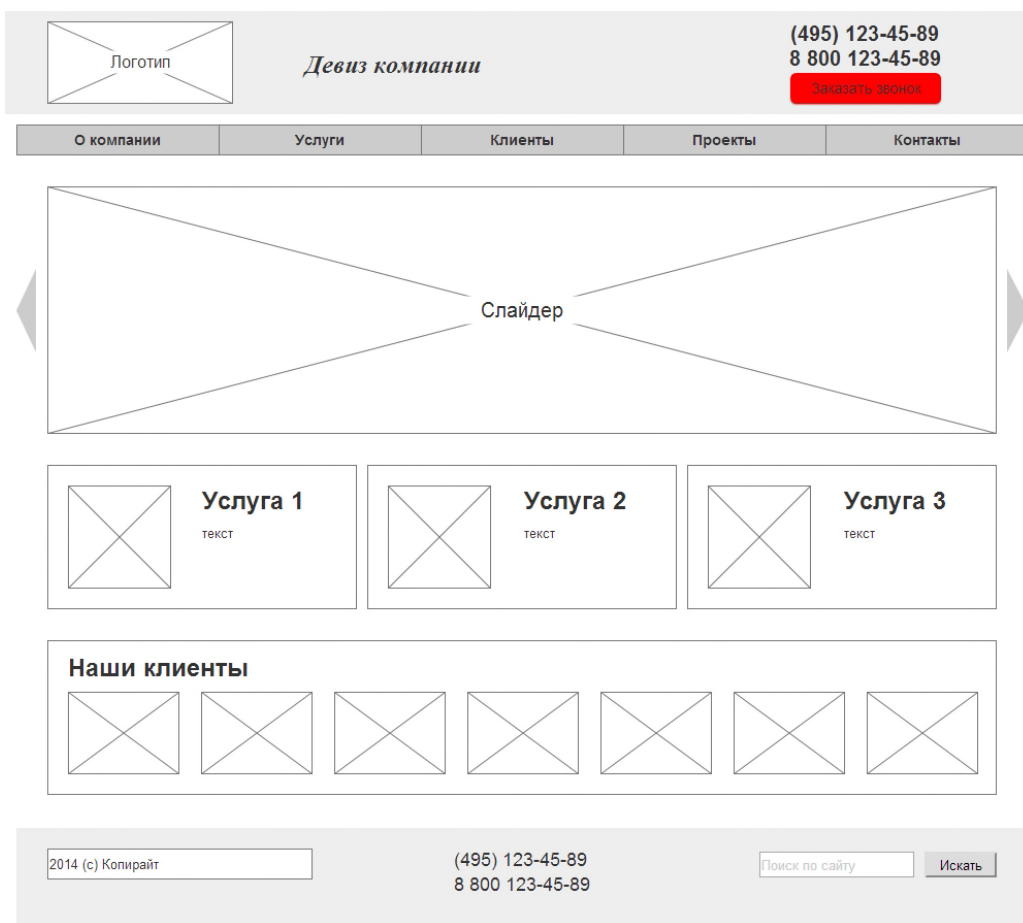 Логотип
Девиз компании
(495) 123-45-89
8 800 123-45-89
Заказать звонок
О компании
Услуги
Клиенты
Проекты
Контакты
Слайдер
Услуга 1
текст
Услуга 2
текст
Услуга 3
текст
Наши клиенты
2014 (c) Копирайт
(495) 123-45-89
8 800 123-45-89
Поиск по сайту
Искать